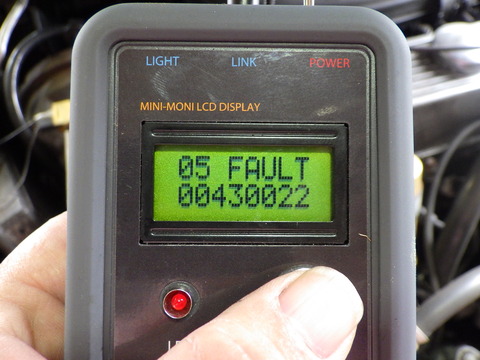 LIGHT LINK POWER
MINI-MONI LCD DISPLAY
05 FAULT
00430022